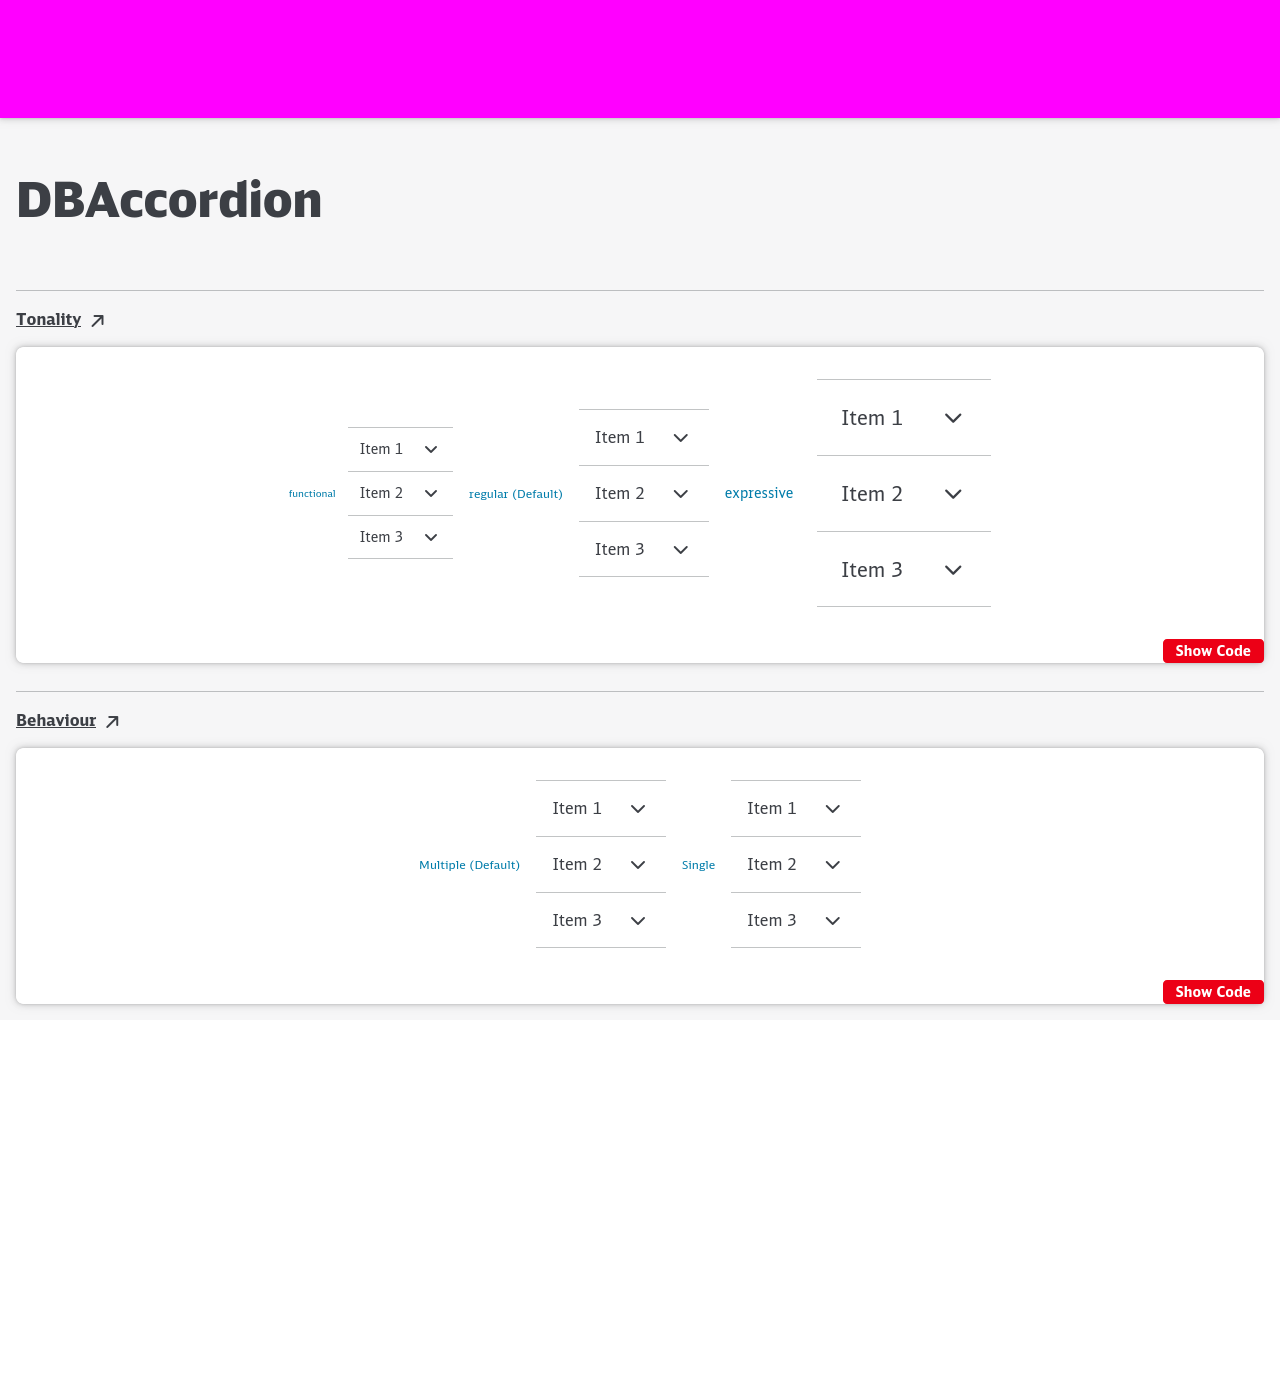 DBAccordion
Tonality
functional
Item 1
Item 2
Item 3
regular (Default)
Item 1
Item 2
Item 3
expressive
Item 1
Item 2
Item 3
Show Code
Behaviour
Multiple (Default)
Item 1
Item 2
Item 3
Single
Item 1
Item 2
Item 3
Show Code